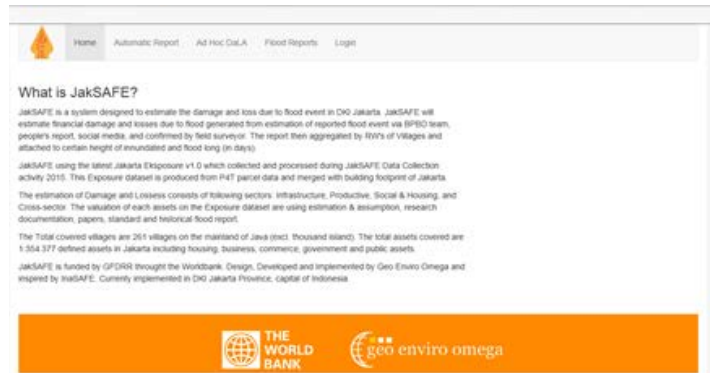 Home Automatic Report Ad Hoc DaLA Flood Reports Login
What is JakSAFE?
JakSAFE is a system designed to estimate the damage and loss due to flood event in DKI Jakarta. JakSAFE will
estimate financial damage and losses due to flood generated from estimation of reported flood event via BPBD team,
people's report, social media, and confirmed by field surveyor. The report then aggregated by RW's of Villages and
attached to certain height of innundated and flood long (in days).
JakSAFE using the latest Jakarta Eksposure v1.0 which collected and processed during JakSAFE Data Collection
activity 2015. This Exposure dataset is produced from P4T parcel data and merged with building footprint of Jakarta.
The estimation of Damage and Lossess consists of following sectors: Infrastructure, Productive, Social & Housing, and
Cross-sector. The valuation of each assets on the Exposure dataset are using estimation & assumption, research
documentation, papers, standard and historical flood report.
The Total covered villages are 261 villages on the mainland of Java (excl. thousand island). The total assets covered are
1.354.377 defined assets in Jakarta including housing, business, commerce, government and public assets.
JakSAFE is funded by GFDRR throught the Worldbank. Design, Developed and implemented by Geo Enviro Omega and
inspired by InaSAFE. Currently implemented in DKI Jakarta Province, capital of Indonesia
THE
WORLD
BANK
geo enviro omega